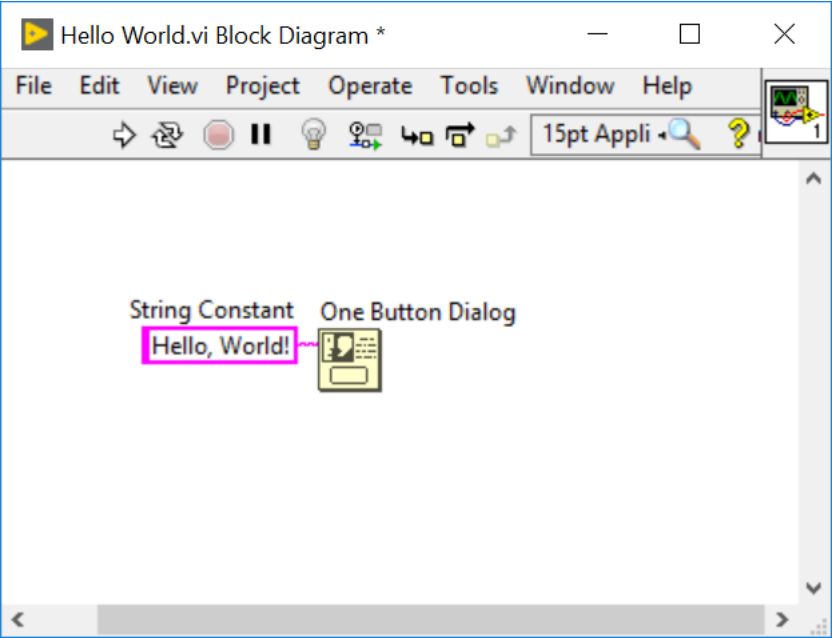 Hello World.vi Block Diagram *
File Edit View Project Operate Tools Window Help
15pt Appli
1
String Constant One Button Dialog
Hello, World!